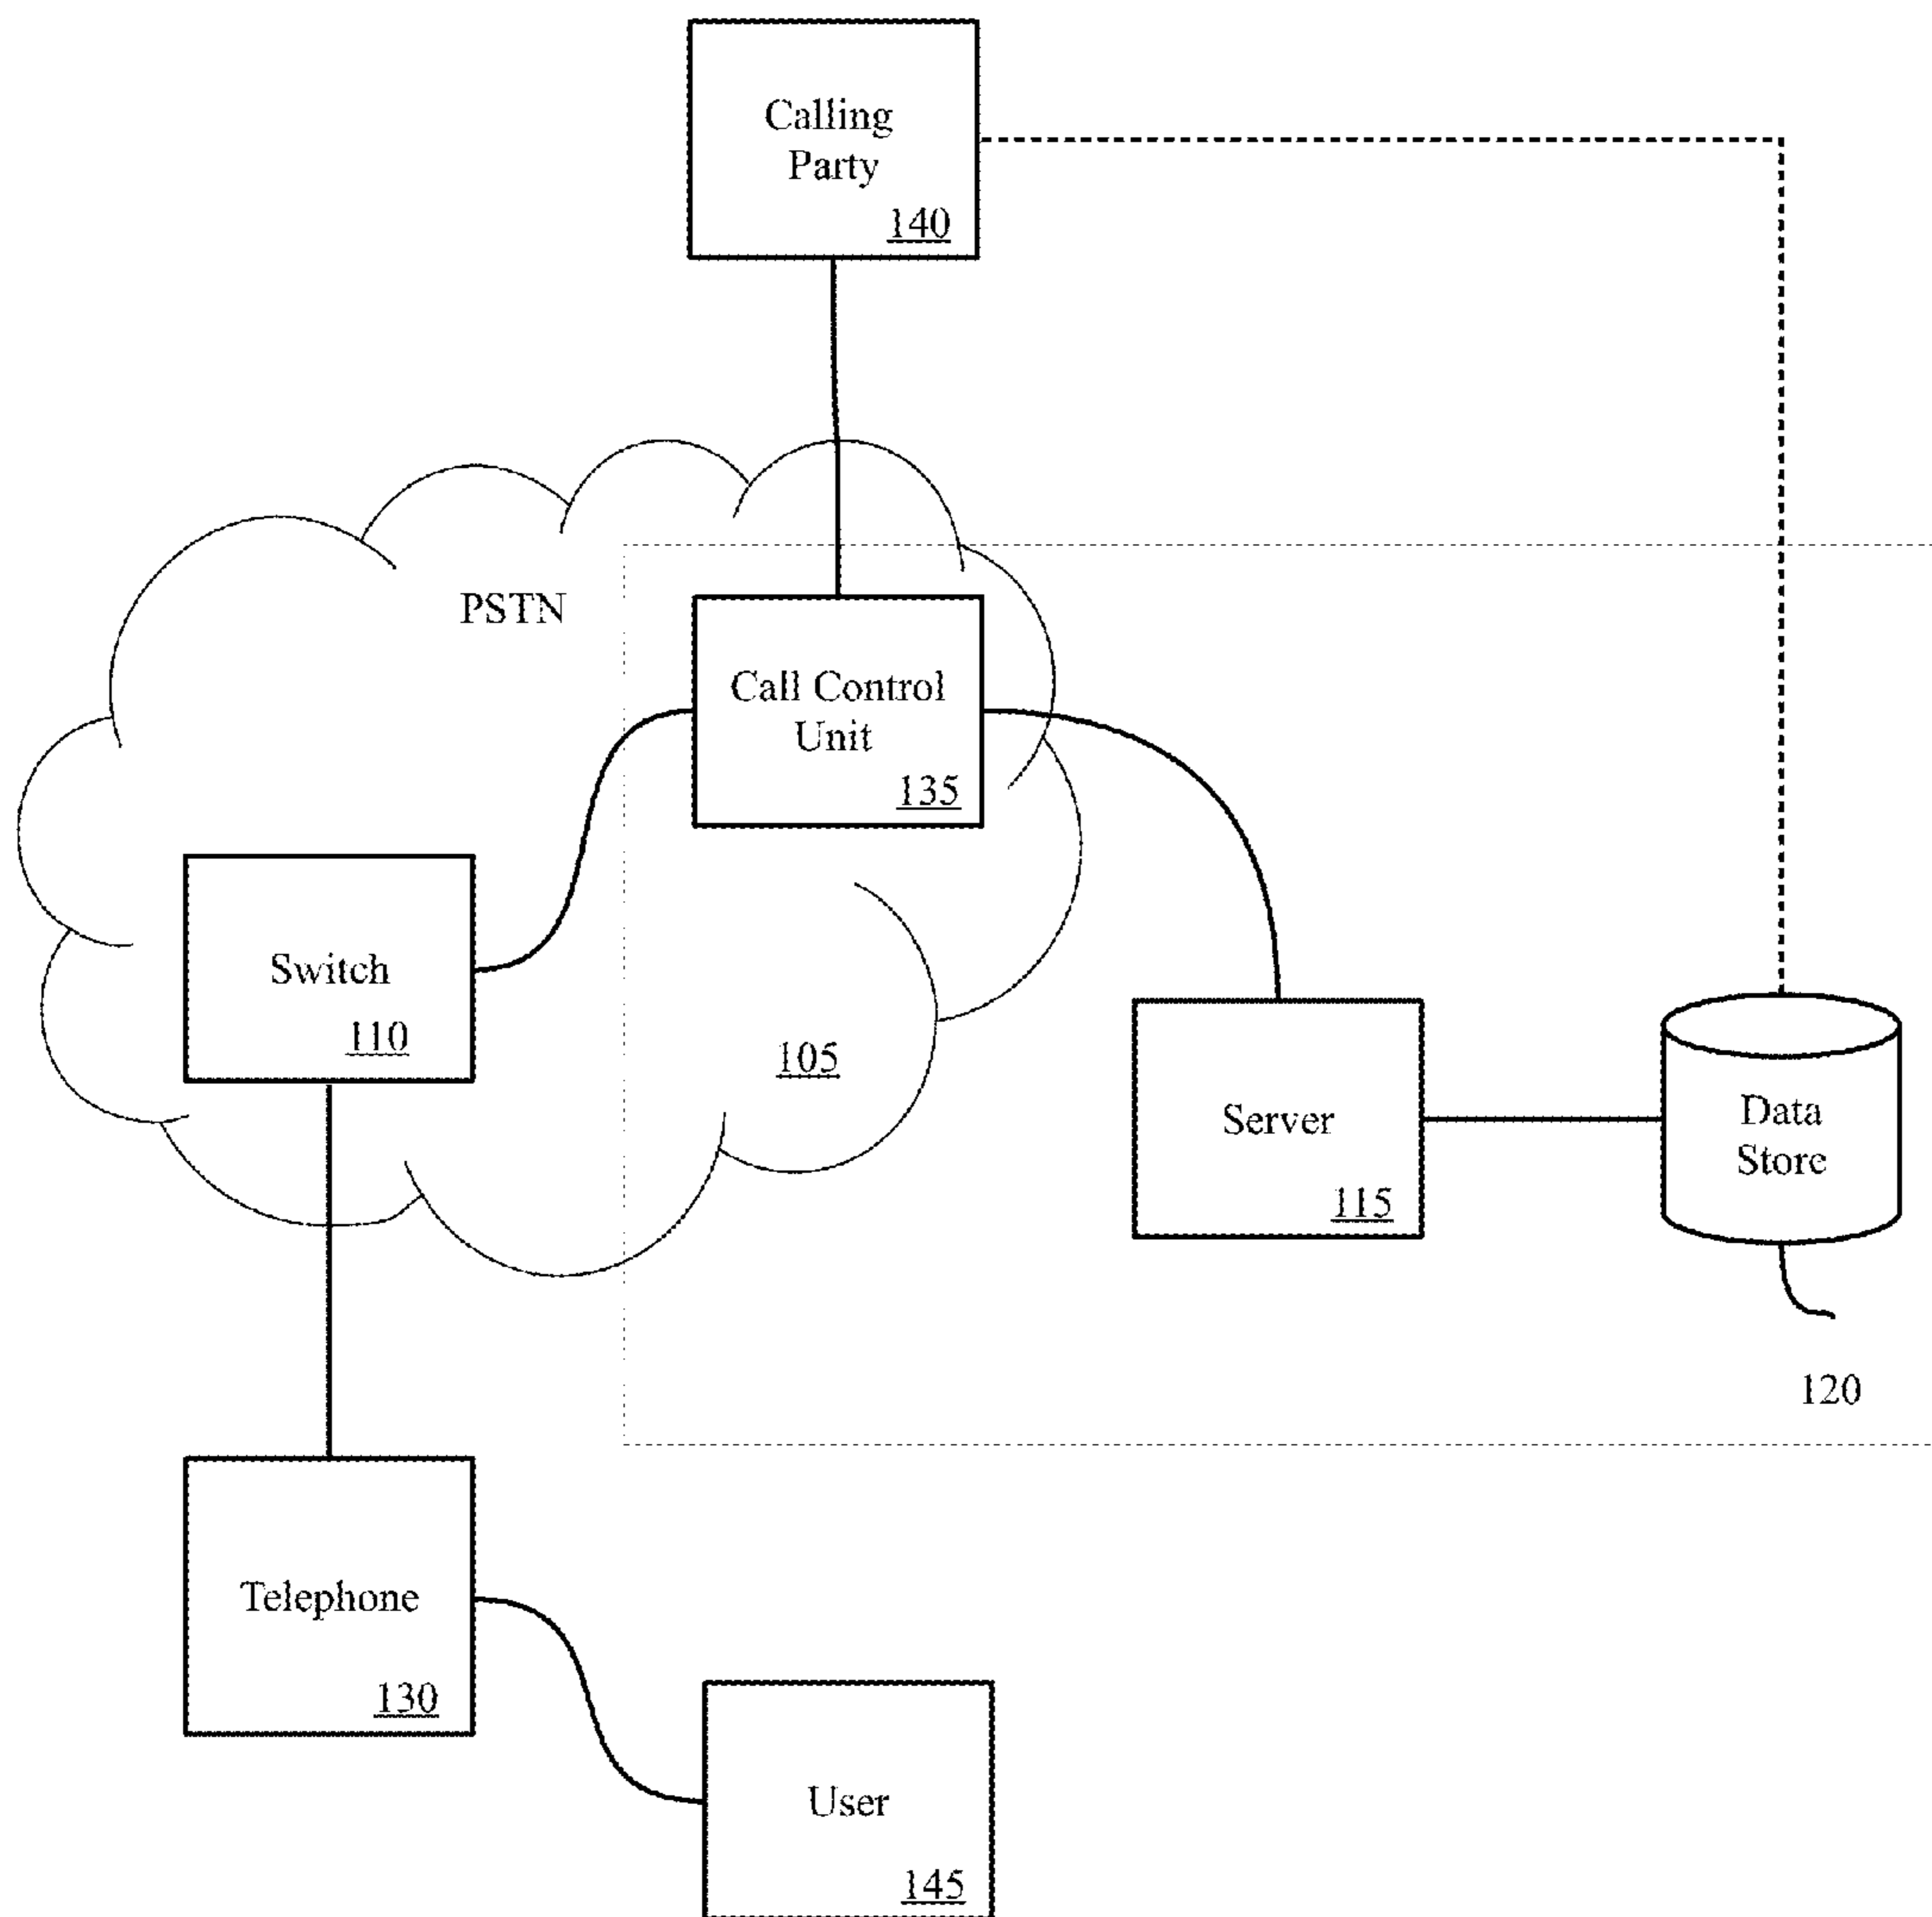 Calling
Party
140
PSTN
Call Control
Unit
135
Switch
110
105
Server
115
Data
Store
120
Telephone
130
User
145